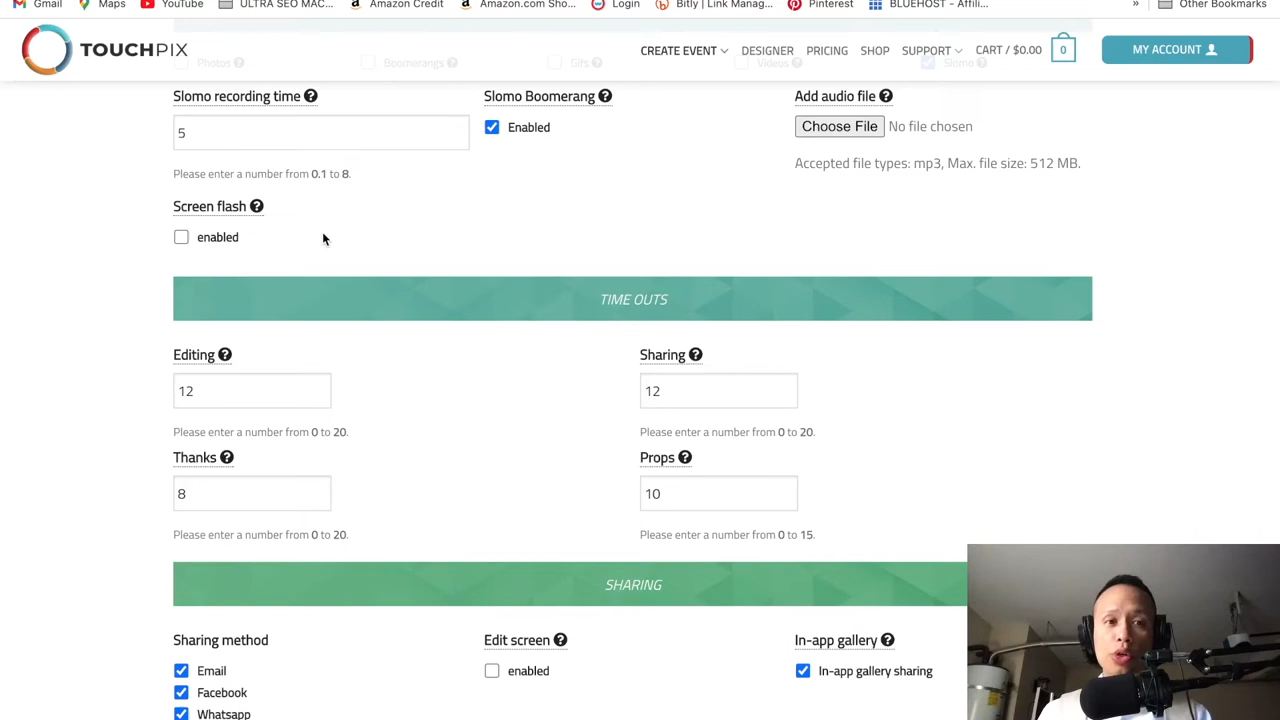 Gmail Maps YouTube ULTRA SEO MAC... Amazon Credit Amazon.com Sho... Login Bitly | Link Manag... Pinterest BLUEHOST - Affili... » Other Bookmarks
TOUCHPIX CREATE EVENT DESIGNER PRICING SHOP SUPPORT CART / $0.00 0 MY ACCOUNT
Photos Boomerangs Gifs Videos Slomo
Slomo recording time Slomo Boomerang Add audio file
5 Enabled Choose File No file chosen
Accepted file types: mp3, Max. file size: 512 MB.
Please enter a number from 0.1 to 8.
Screen flash
enabled
TIME OUTS
Editing Sharing
12 12
Please enter a number from 0 to 20. Please enter a number from 0 to 20.
Thanks Props
8 10
Please enter a number from 0 to 20. Please enter a number from 0 to 15.
SHARING
Sharing method Edit screen In-app gallery
Email enabled In-app gallery sharing
Facebook
Whatsapp